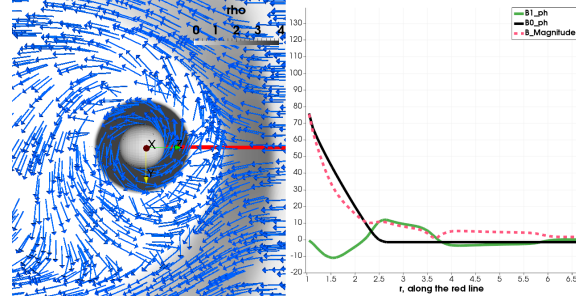 rho
0 1 2 3 4
X
Z
Y
B1_ph
B0_ph
B_Magnitude
130
120
110
100
90
80
70
60
50
40
30
20
10
0
-10
-20
1 1.5 2 2.5 3 3.5 4 4.5 5 5.5 6 6.5
r, along the red line